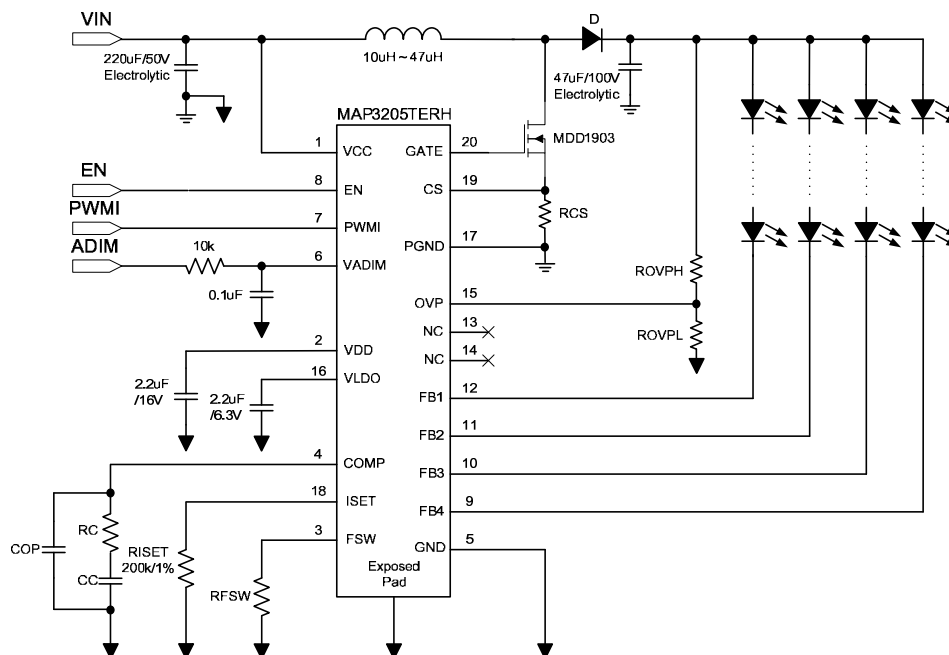 VIN
D
220uF/50V
Electrolytic
10uH ~ 47uH
47uF/100V
Electrolytic
MAP3205TERH
1
VCC
GATE
20
MDD1903
EN
8
EN
CS
19
RCS
PWMI
7
PWMI
PGND
17
ADIM
10k
6
VADIM
ROVPH
0.1uF
OVP
15
NC
13
ROVPL
2
VDD
NC
14
16
VLDO
2.2uF
/16V
2.2uF
/6.3V
FB1
12
FB2
11
4
COMP
FB3
10
18
ISET
FB4
9
RC
3
FSW
GND
5
COP
RISET
200k/1%
CC
RFSW
Exposed
Pad